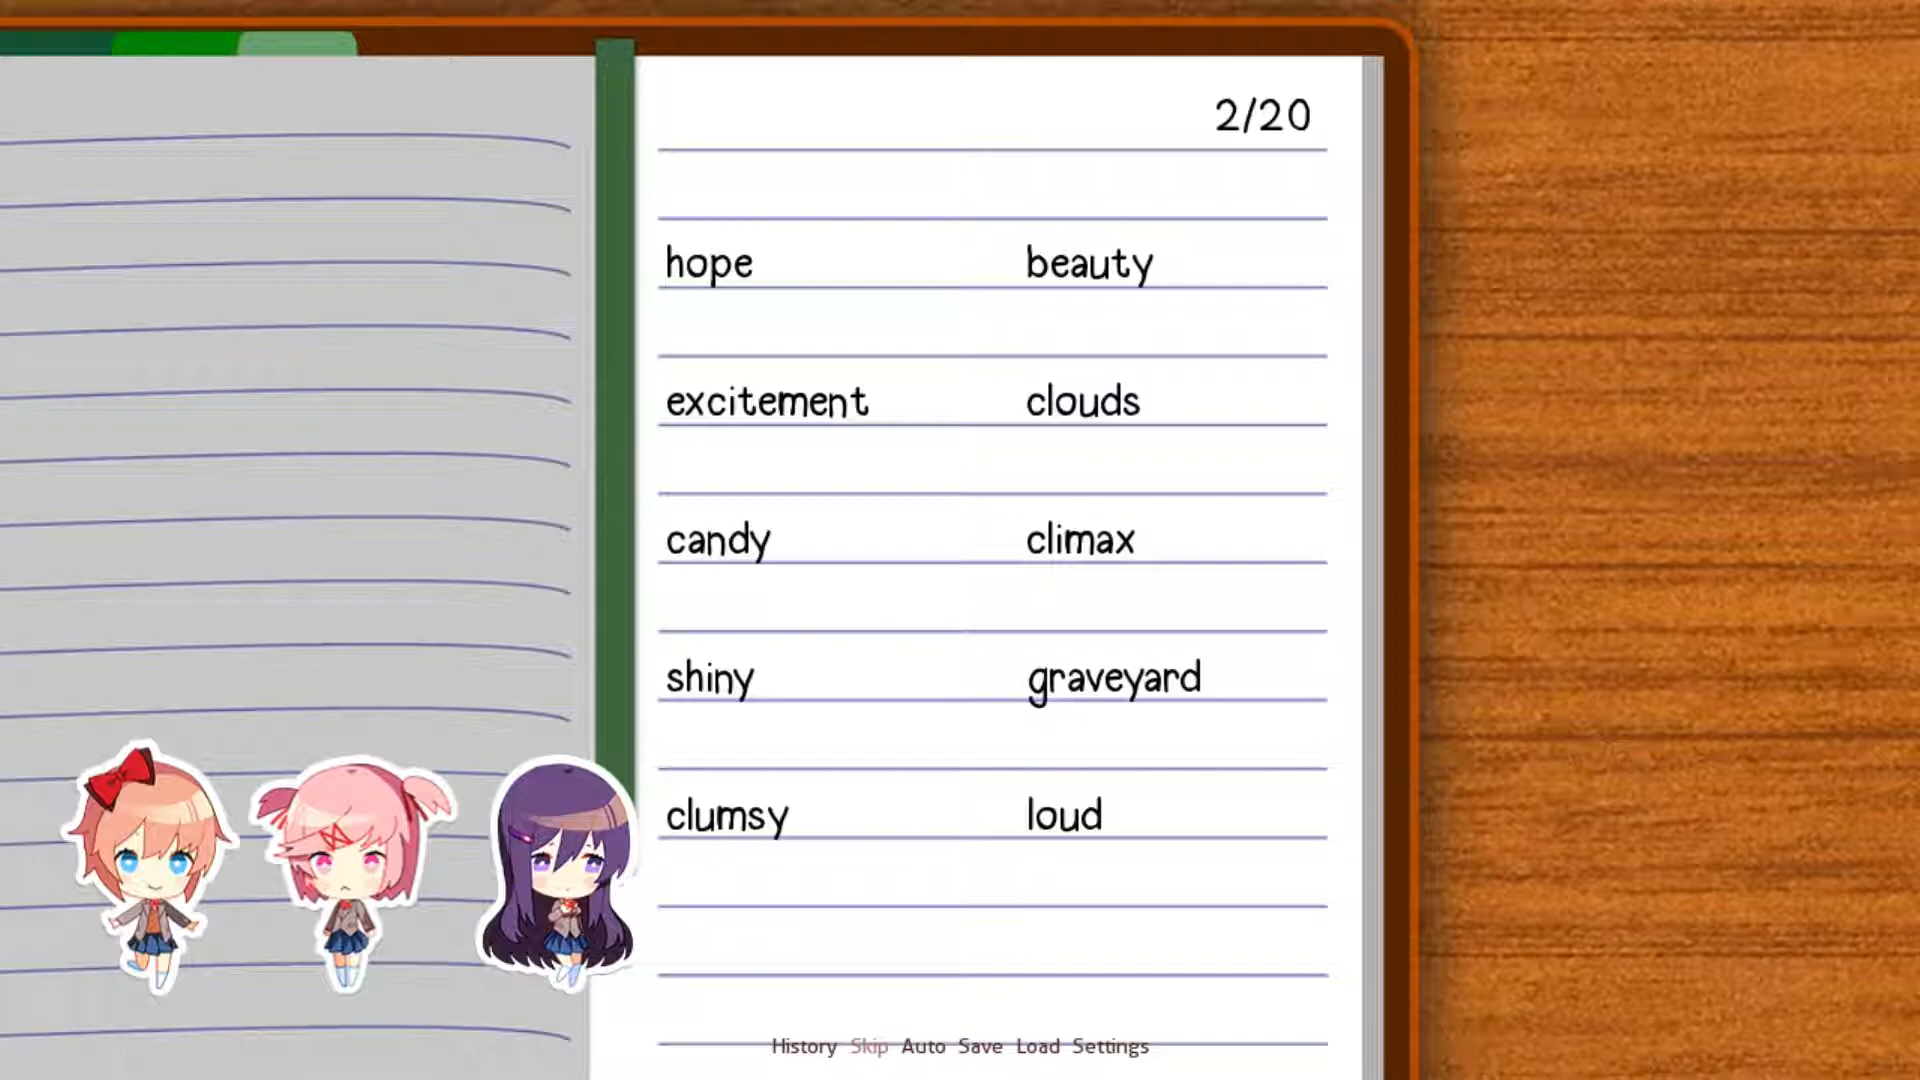 2/20
hope beauty
excitement clouds
candy climax
shiny graveyard
clumsy loud
History Skip Auto Save Load Settings